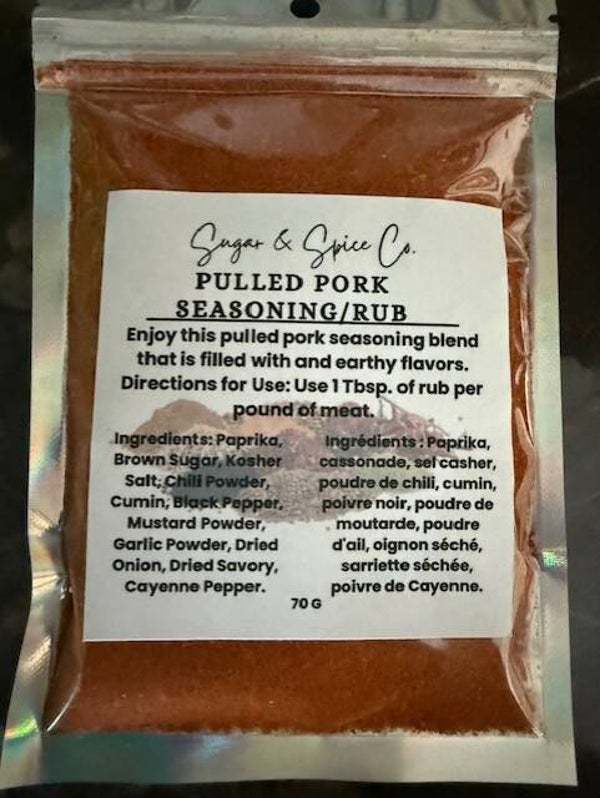 Sugar & Spice Co.
PULLED PORK
SEASONING/RUB
Enjoy this pulled pork seasoning blend
that is filled with and earthy flavors.
Directions for Use: Use 1 Tbsp. of rub per
pound of meat.
Ingredients: Paprika,
Brown Sugar, Kosher
Salt, Chili Powder,
Cumin, Black Pepper,
Mustard Powder,
Garlic Powder, Dried
Onion, Dried Savory,
Cayenne Pepper.
Ingrédients : Paprika,
cassonade, sel casher,
poudre de chili, cumin,
poivre noir, poudre de
moutarde, poudre
d'ail, oignon séché,
sarriette séchée,
poivre de Cayenne.
70 G